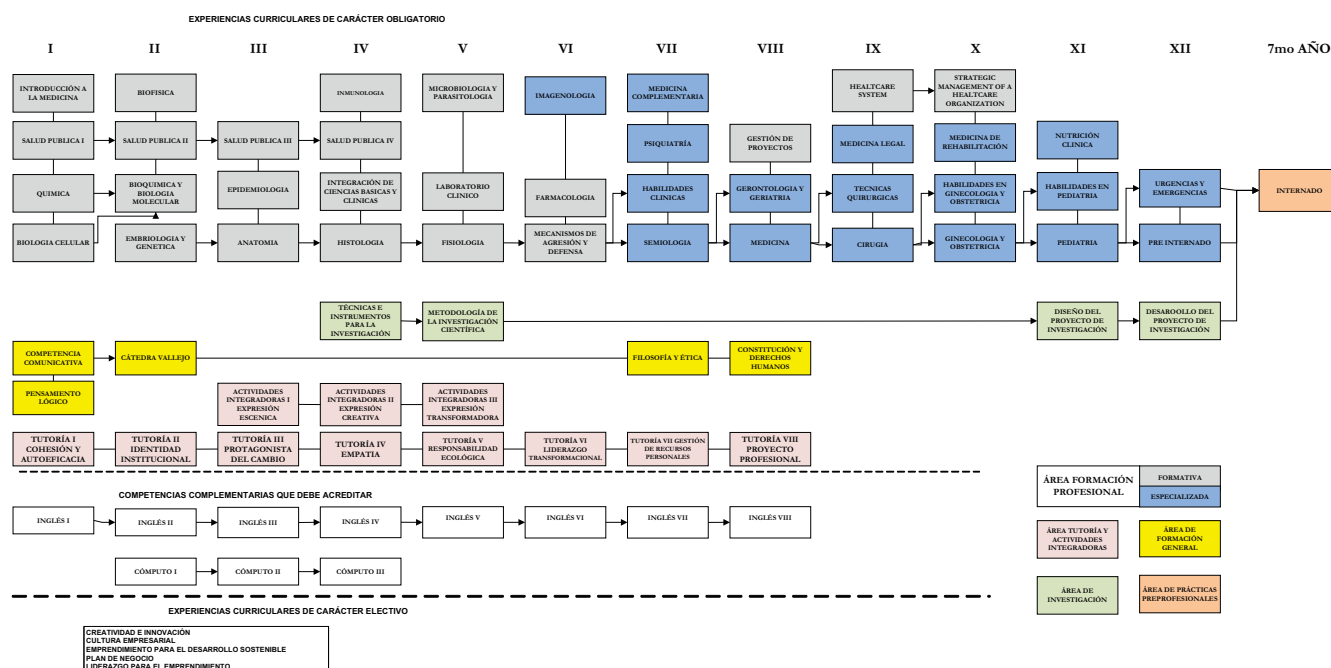 EXPERIENCIAS CURRICULARES DE CARÁCTER OBLIGATORIO
I II III IV V VI VII VIII IX X XI XII 7mo AÑO
INTRODUCCIÓN A
LA MEDICINA
BIOFISICA
INMUNOLOGIA
MICROBIOLOGIA Y
PARASITOLOGIA
IMAGENOLOGIA
MEDICINA
COMPLEMENTARIA
HEALTCARE
SYSTEM
STRATEGIC
MANAGEMENT OF A
HEALTCARE
ORGANIZATION
SALUD PUBLICA I
SALUD PUBLICA II
SALUD PUBLICA III
SALUD PUBLICA IV
PSIQUIATRÍA
GESTIÓN DE
PROYECTOS
MEDICINA LEGAL
MEDICINA DE
REHABILITACIÓN
NUTRICIÓN
CLINICA
QUIMICA
BIOQUIMICA Y
BIOLOGIA
MOLECULAR
EPIDEMIOLOGIA
INTEGRACIÓN DE
CIENCIAS BASICAS Y
CLINICAS
LABORATORIO
CLINICO
FARMACOLOGIA
HABILIDADES
CLINICAS
GERONTOLOGIA Y
GERIATRIA
TECNICAS
QUIRURGICAS
HABILIDADES EN
GINECOLOGIA Y
OBSTETRICIA
HABILIDADES EN
PEDIATRIA
URGENCIAS Y
EMERGENCIAS
INTERNADO
BIOLOGIA CELULAR
EMBRIOLOGIA Y
GENETICA
ANATOMIA
HISTOLOGIA
FISIOLOGIA
MECANISMOS DE
AGRESIÓN Y
DEFENSA
SEMIOLOGIA
MEDICINA
CIRUGIA
GINECOLOGIA Y
OBSTETRICIA
PEDIATRIA
PRE INTERNADO
TÉCNICAS E
INSTRUMENTOS
PARA LA
INVESTIGACIÓN
METODOLOGÍA DE
LA INVESTIGACIÓN
CIENTÍFICA
DISEÑO DEL
PROYECTO DE
INVESTIGACIÓN
DESAROOLLO DEL
PROYECTO DE
INVESTIGACIÓN
COMPETENCIA
COMUNICATIVA
CÁTEDRA VALLEJO
FILOSOFÍA Y ÉTICA
CONSTITUCIÓN Y
DERECHOS
HUMANOS
PENSAMIENTO
LÓGICO
ACTIVIDADES
INTEGRADORAS I
EXPRESIÓN
ESCENICA
ACTIVIDADES
INTEGRADORAS II
EXPRESIÓN
CREATIVA
ACTIVIDADES
INTEGRADORAS III
EXPRESIÓN
TRANSFORMADORA
TUTORÍA I
COHESIÓN Y
AUTOEFICACIA
TUTORÍA II
IDENTIDAD
INSTITUCIONAL
TUTORÍA III
PROTAGONISTA
DEL CAMBIO
TUTORÍA IV
EMPATIA
TUTORÍA V
RESPONSABILIDAD
ECOLÓGICA
TUTORÍA VI
LIDERAZGO
TRANSFORMACIONAL
TUTORÍA VII GESTIÓN
DE RECURSOS
PERSONALES
TUTORÍA VIII
PROYECTO
PROFESIONAL
COMPETENCIAS COMPLEMENTARIAS QUE DEBE ACREDITAR
INGLÉS I
INGLÉS II
INGLÉS III
INGLÉS IV
INGLÉS V
INGLÉS VI
INGLÉS VII
INGLÉS VIII
CÓMPUTO I
CÓMPUTO II
CÓMPUTO III
ÁREA FORMACIÓN
PROFESIONAL
FORMATIVA
ESPECIALIZADA
ÁREA TUTORÍA Y
ACTIVIDADES
INTEGRADORAS
ÁREA DE
FORMACIÓN
GENERAL
ÁREA DE
INVESTIGACIÓN
ÁREA DE PRÁCTICAS
PREPROFESIONALES
EXPERIENCIAS CURRICULARES DE CARÁCTER ELECTIVO
CREATIVIDAD E INNOVACIÓN
CULTURA EMPRESARIAL
EMPRENDIMIENTO PARA EL DESARROLLO SOSTENIBLE
PLAN DE NEGOCIO
LIDERAZGO PARA EL EMPRENDIMIENTO